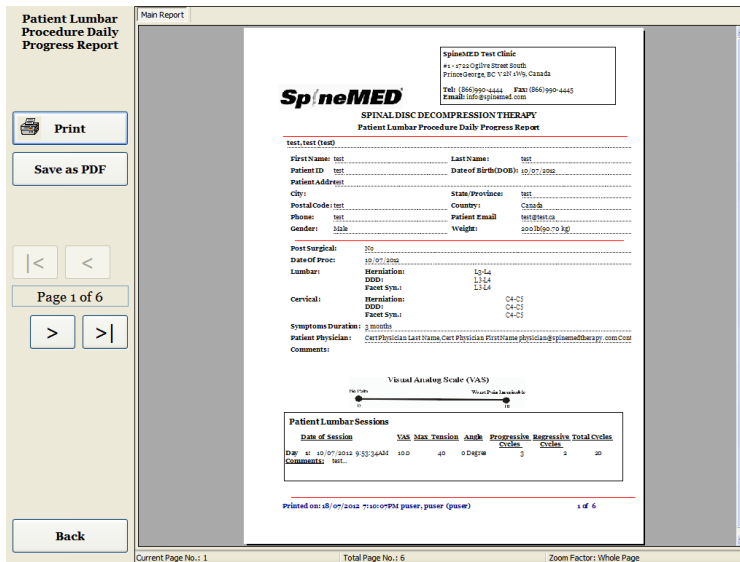 Patient Lumbar
Procedure Daily
Progress Report
Print
Save as PDF
|<
<
Page 1 of 6
>
>|
Back
Main Report
SpineMED Test Clinic
#1 - 1722 Ogilve Street South
PrinceGeorge, BC V2N 1W9, Canada
Tel: (866)990-4444 Fax: (866)990-4445
Email: info@spinemed.com
SpineMED
SPINAL DISC DECOMPRESSION THERAPY
Patient Lumbar Procedure Daily Progress Report
test, test (test)
First Name: test Last Name: test
Patient ID test Date of Birth(DOB): 10/07/2012
Patient Addr test
City: State/Province: test
Postal Code: test Country: Canada
Phone: test Patient Email test@test.ca
Gender: Male Weight: 200 lb(90.70 kg)
Post Surgical: No
Date Of Proc: 10/07/2012
Lumbar: Herniation: L3-L4
DDD: L3-L4
Facet Syn.: L3-L4
Cervical: Herniation: C4-C5
DDD: C4-C5
Facet Syn.: C4-C5
Symptoms Duration: 3 months
Patient Physician: Cert Physician Last Name, Cert Physician FirstName physician@spinemedtherapy.com Cont
Comments:
Visual Analog Scale (VAS)
No Pain Worst Pain Imaginable
0 10
Patient Lumbar Sessions
Date of Session VAS Max Tension Angle Progressive Cycles Regressive Cycles Total Cycles
Day 1: 10/07/2012 9:53:34AM 10.0 40 0 Degree 3 2 20
Comments: test...
Printed on: 18/07/2012 7:10:07PM puser, puser (puser) 1 of 6
Current Page No.: 1 Total Page No.: 6 Zoom Factor: Whole Page